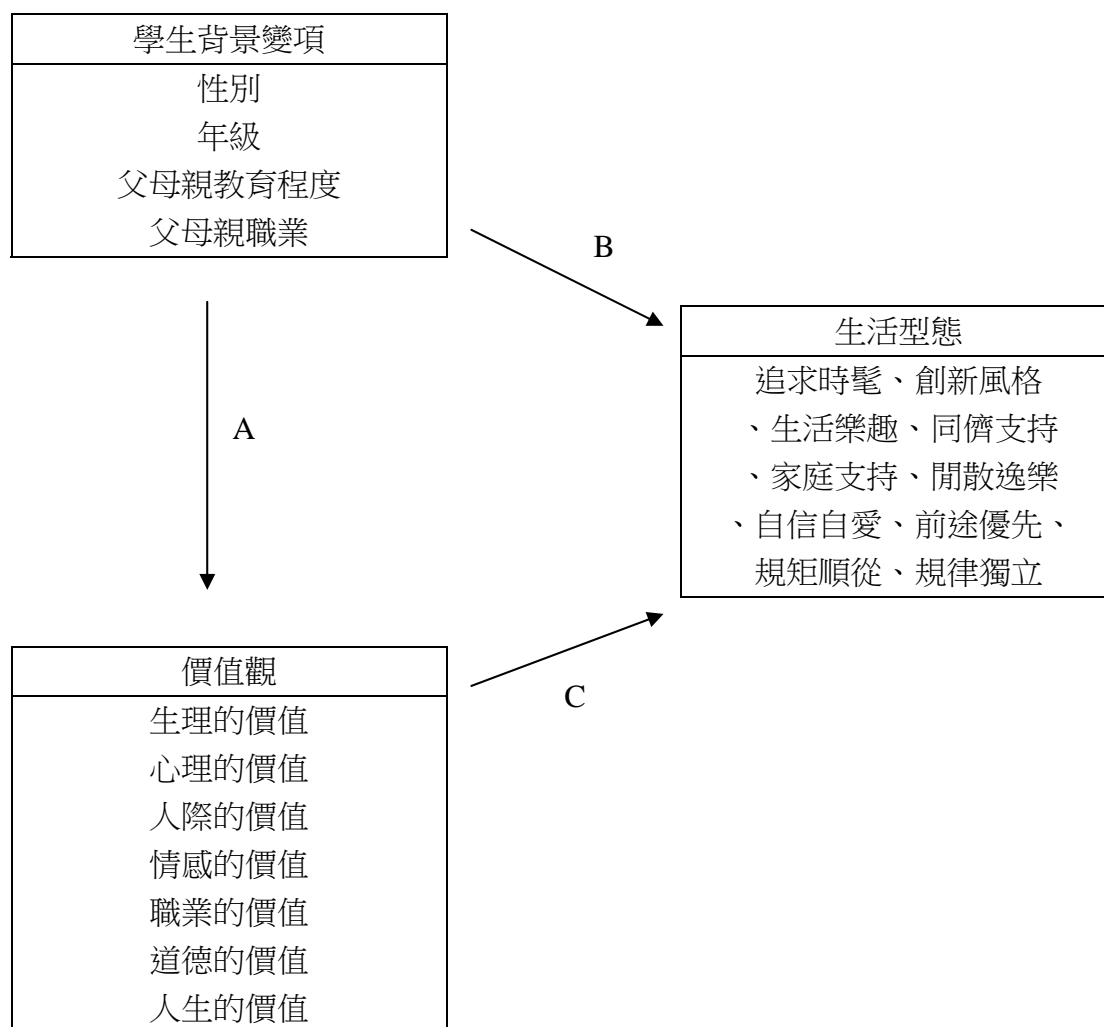 學生背景變項
性別
年級
父母親教育程度
父母親職業
B
生活型態
追求時髦、創新風格
、生活樂趣、同儕支持
、家庭支持、閒散逸樂
、自信自愛、前途優先、
規矩順從、規律獨立
A
C
價值觀
生理的價值
心理的價值
人際的價值
情感的價值
職業的價值
道德的價值
人生的價值